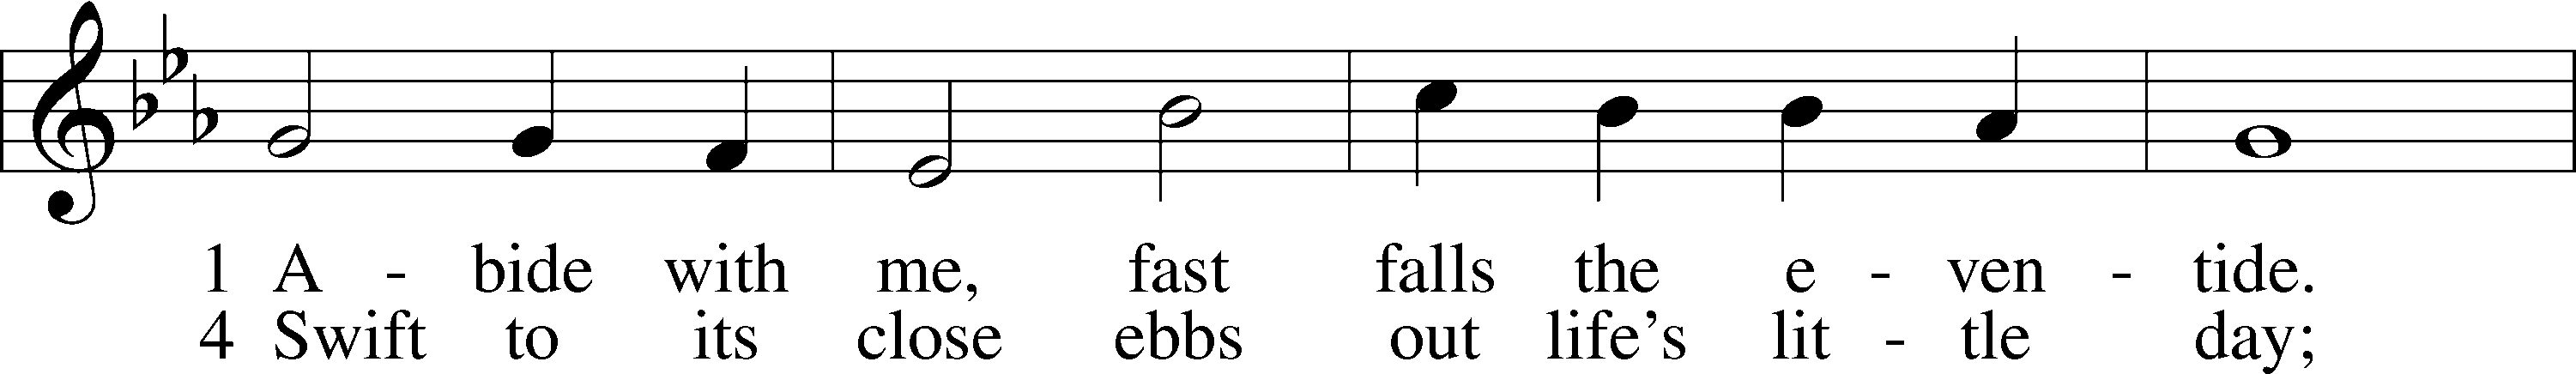 1 A - bide with me, fast falls the e - ven - tide.
4 Swift to its close ebbs out life's lit - tle day;